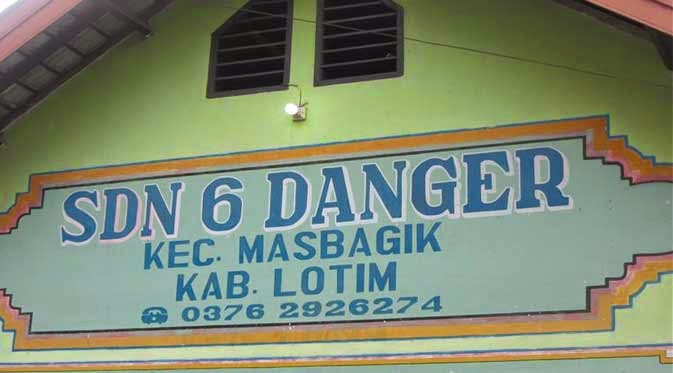 SDN 6 DANGER
KEC. MASBAGIK
KAB. LOTIM
☎ 0376 2926274